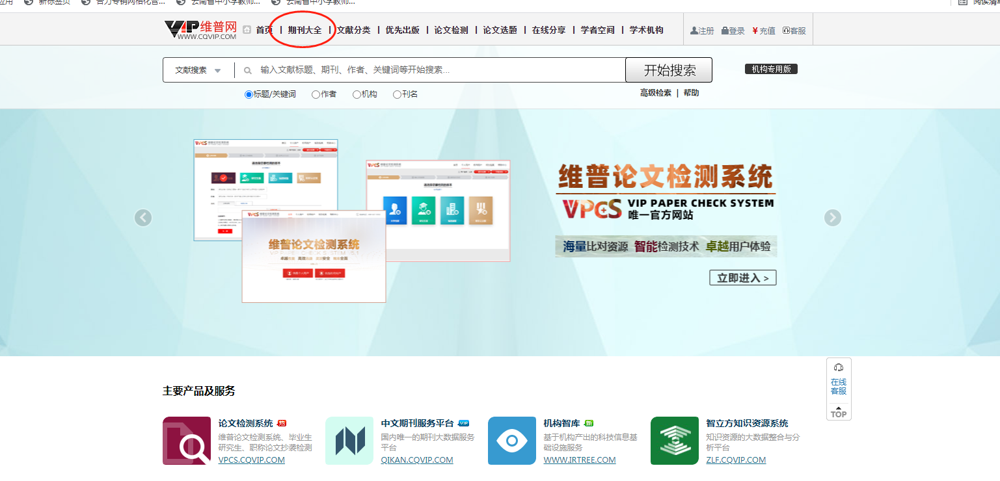 新标签页
云南省中小学教师...
云南省中小学教师...
VIP维普网
WWW.CQVIP.COM
首页 | 期刊大全 | 文献分类 | 优先出版 | 论文检测 | 论文选题 | 在线分享 | 学者空间 | 学术机构
注册 登录 ¥充值 客服
文献搜索 输入文献标题、期刊、作者、关键词等开始搜索... 开始搜索 机构专用版
标题/关键词 作者 机构 刊名 高级检索 | 帮助
VPCS
VPCS
VPCS
维普论文检测系统
维普论文检测系统
VPCS VIP PAPER CHECK SYSTEM
唯一官方网站
海量比对资源 智能检测技术 卓越用户体验
立即进入 >
在线
客服
TOP
主要产品及服务
论文检测系统 热
维普论文检测系统、毕业生
研究生、职称论文抄袭检测
VPCS.CQVIP.COM
中文期刊服务平台 VIP
国内唯一的期刊大数据服务
平台
QIKAN.CQVIP.COM
机构智库 新
基于机构产出的科技信息基
础设施服务
WWW.IRTREE.COM
智立方知识资源系统
知识资源的大数据整合与分
析平台
ZLF.CQVIP.COM